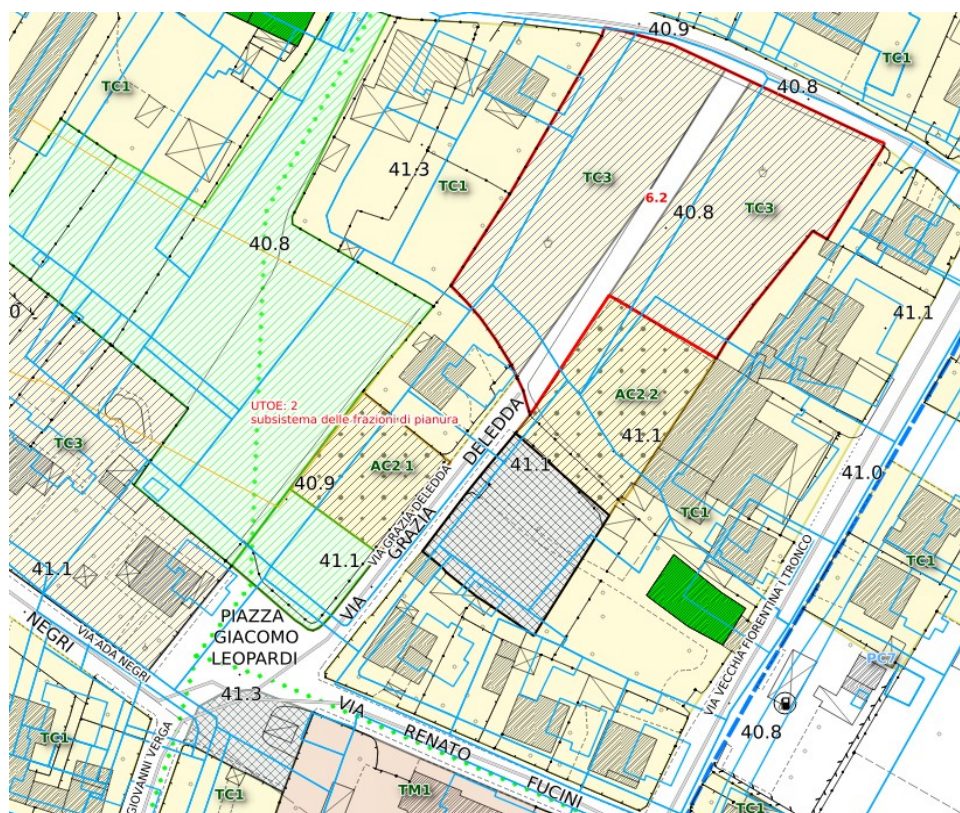 40.9
TC1
TC1
40.8
41.3
TC1
TC3
TC3
6.2
40.8
40.8
41.1
0
UTOE: 2
subsistema delle frazioni di pianura
AC2 2
41.1
TC3
AC2 1
40.9
VIA GRAZIA DELEDDA
VIA GRAZIA DELEDDA
41.1
41.0
TC1
41.1
41.1
TC1
PIAZZA
GIACOMO
LEOPARDI
NEGRI
VIA ADA NEGRI
41.3
VIA RENATO FUCINI
VIA VECCHIA FIORENTINA I TRONCO
PC7
40.8
TC1
GIOVANNI VERGA
TC1
TM1
TC1